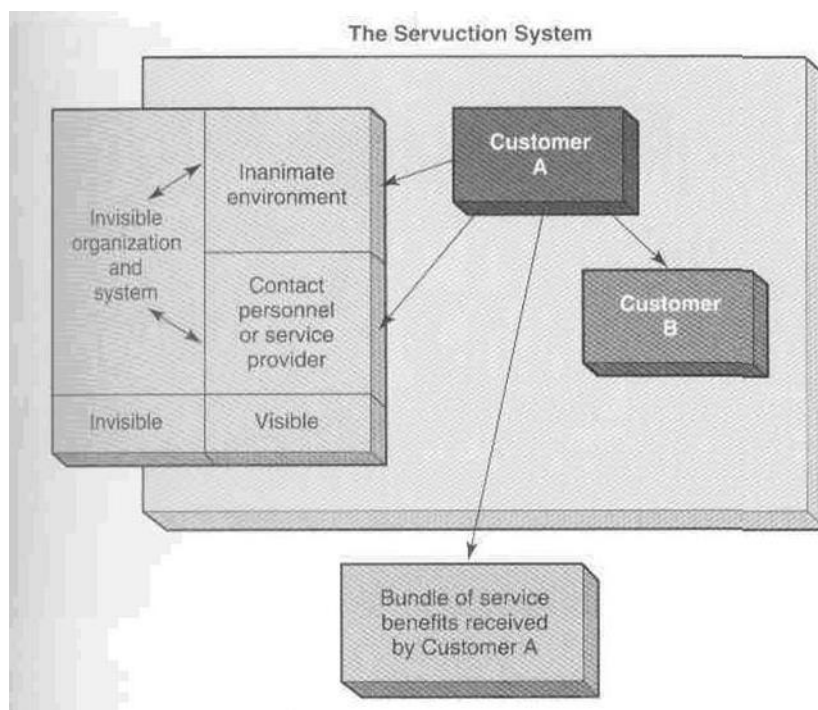 The Servuction System
Invisible
organization
and
system
Inanimate
environment
Contact
personnel
or service
provider
Invisible
Visible
Customer
A
Customer
B
Bundle of service
benefits received
by Customer A